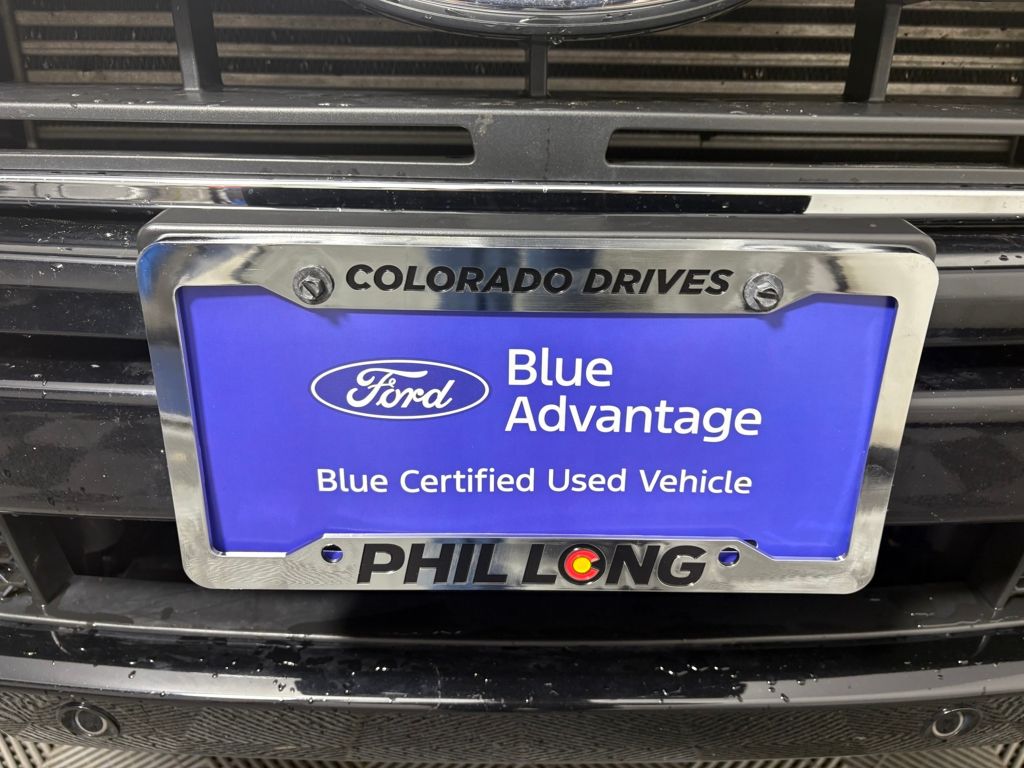 COLORADO DRIVES
Ford
Blue
Advantage
Blue Certified Used Vehicle
PHIL LONG